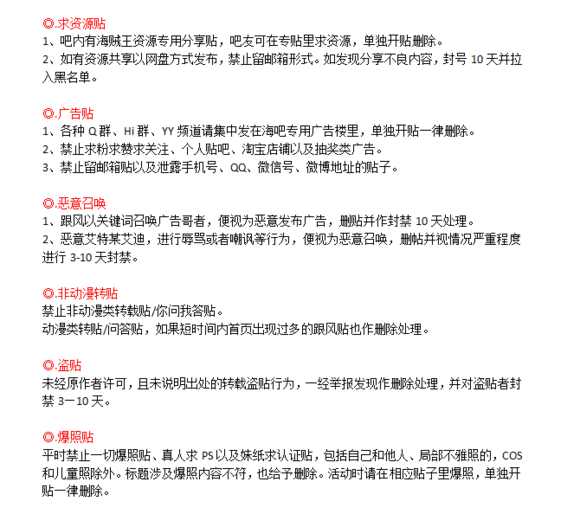 ◎.求资源贴
1、吧内有海贼王资源专用分享贴，吧友可在专贴里求资源，单独开贴删除。
2、如有资源共享以网盘方式发布，禁止留邮箱形式。如发现分享不良内容，封号 10 天并拉
入黑名单。
◎.广告贴
1、各种 Q 群、Hi 群、YY 频道请集中发在海吧专用广告楼里，单独开贴一律删除。
2、禁止求粉求赞求关注、个人贴吧、淘宝店铺以及抽奖类广告。
3、禁止留邮箱贴以及泄露手机号、QQ、微信号、微博地址的贴子。
◎.恶意召唤
1、跟风以关键词召唤广告哥者，便视为恶意发布广告，删贴并作封禁 10 天处理。
2、恶意艾特某艾迪，进行辱骂或者嘲讽等行为，便视为恶意召唤，删帖并视情况严重程度
进行 3-10 天封禁。
◎.非动漫转贴
禁止非动漫类转载贴/你问我答贴。
动漫类转贴/问答贴，如果短时间内首页出现过多的跟风贴也作删除处理。
◎.盗贴
未经原作者许可，且未说明出处的转载盗贴行为，一经举报发现作删除处理，并对盗贴者封
禁 3—10 天。
◎.爆照贴
平时禁止一切爆照贴、真人求 PS 以及妹纸求认证贴，包括自己和他人、局部不雅照的，COS
和儿童照除外。标题涉及爆照内容不符，也给予删除。活动时请在相应贴子里爆照，单独开
贴一律删除。